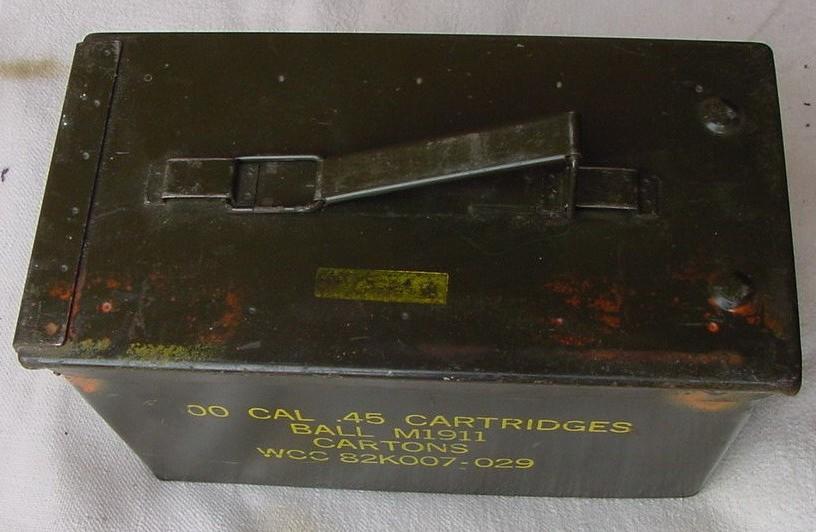 00 CAL .45 CARTRIDGES
BALL M1911
CARTONS
WCC 82K007-029